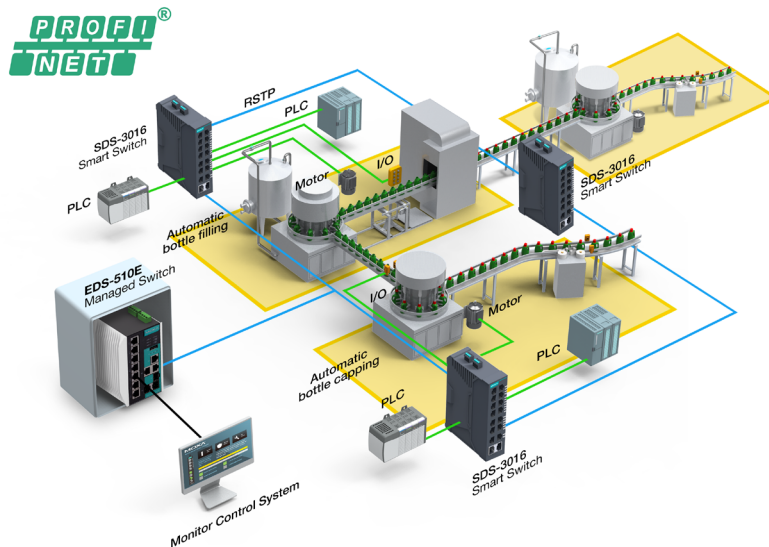 PROFI
NET®
RSTP
PLC
SDS-3016
Smart Switch
PLC
I/O
Motor
Automatic
bottle filling
SDS-3016
Smart Switch
EDS-510E
Managed Switch
I/O
Motor
Automatic
bottle capping
PLC
PLC
SDS-3016
Smart Switch
MOXA
Monitor Control System